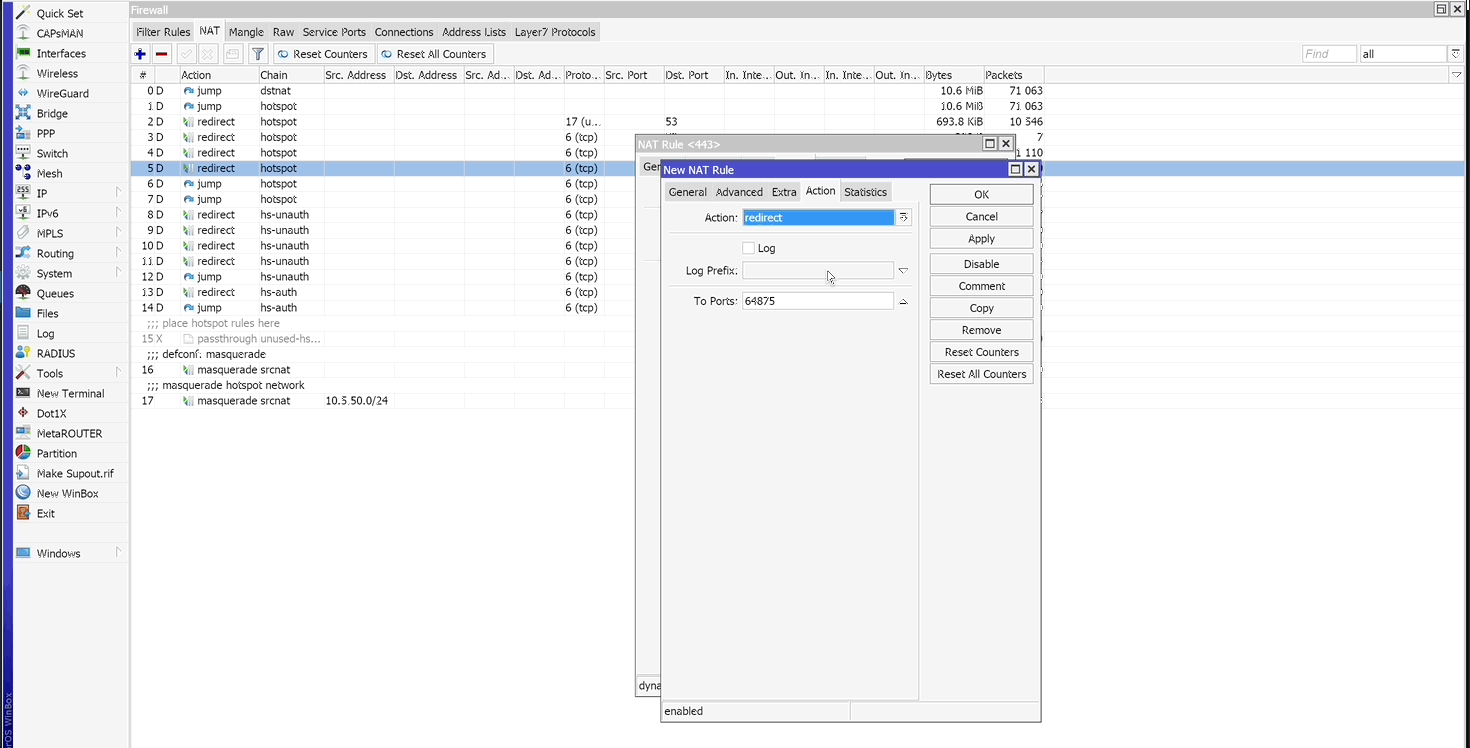 Firewall
Quick Set
CAPsMAN
Interfaces
Wireless
WireGuard
Bridge
PPP
Switch
Mesh
IP
IPv6
MPLS
Routing
System
Queues
Files
Log
RADIUS
Tools
New Terminal
Dot1X
MetaROUTER
Partition
Make Supout.rif
New WinBox
Exit
Windows
rOS WinBox
Filter Rules NAT Mangle Raw Service Ports Connections Address Lists Layer7 Protocols
Reset Counters Reset All Counters Find all
# Action Chain Src. Address Dst. Address Src. Ad... Dst. Ad... Proto... Src. Port Dst. Port In. Inte... Out. In... In. Inte... Out. In... Bytes Packets
0 D jump dstnat 10.6 MiB 71 063
1 D jump hotspot 10.6 MiB 71 063
2 D redirect hotspot 17 (u... 53 693.8 KiB 10 546
3 D redirect hotspot 6 (tcp) 7
4 D redirect hotspot 6 (tcp) 1 110
5 D redirect hotspot 6 (tcp)
6 D jump hotspot 6 (tcp)
7 D jump hotspot 6 (tcp)
8 D redirect hs-unauth 6 (tcp)
9 D redirect hs-unauth 6 (tcp)
10 D redirect hs-unauth 6 (tcp)
11 D redirect hs-unauth 6 (tcp)
12 D jump hs-unauth 6 (tcp)
13 D redirect hs-auth 6 (tcp)
14 D jump hs-auth 6 (tcp)
;;; place hotspot rules here
15 X passthrough unused-hs...
;;; defconf: masquerade
16 masquerade srcnat
;;; masquerade hotspot network
17 masquerade srcnat 10.5.50.0/24
NAT Rule <443>
Gen
dyna
New NAT Rule
General Advanced Extra Action Statistics
Action: redirect
Log
Log Prefix:
To Ports: 64875
OK
Cancel
Apply
Disable
Comment
Copy
Remove
Reset Counters
Reset All Counters
enabled